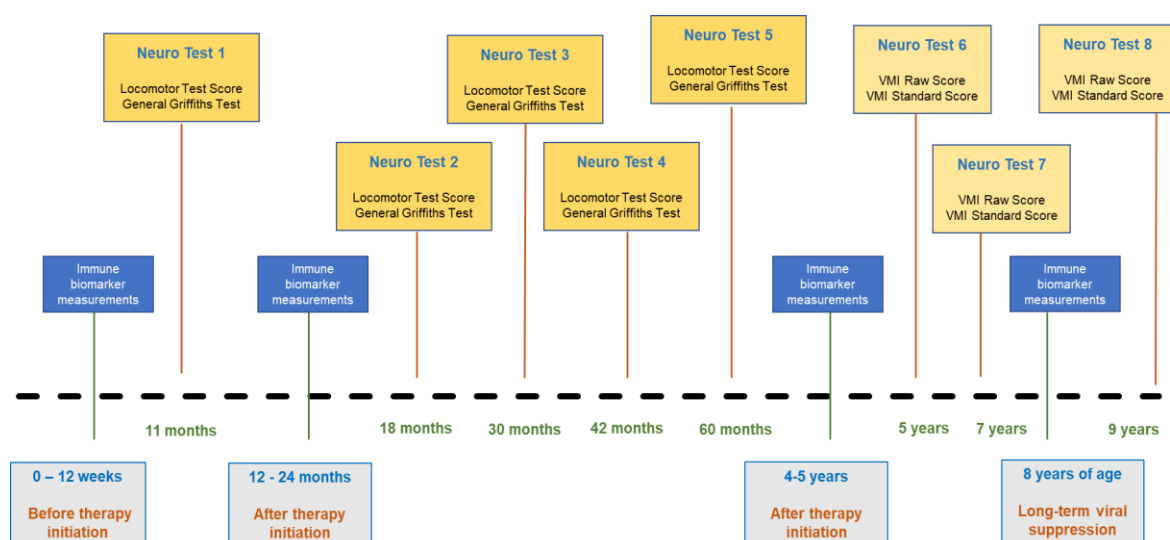 Neuro Test 1
Locomotor Test Score
General Griffiths Test
Neuro Test 2
Locomotor Test Score
General Griffiths Test
Neuro Test 3
Locomotor Test Score
General Griffiths Test
Neuro Test 4
Locomotor Test Score
General Griffiths Test
Neuro Test 5
Locomotor Test Score
General Griffiths Test
Neuro Test 6
VMI Raw Score
VMI Standard Score
Neuro Test 7
VMI Raw Score
VMI Standard Score
Neuro Test 8
VMI Raw Score
VMI Standard Score
Immune
biomarker
measurements
Immune
biomarker
measurements
Immune
biomarker
measurements
Immune
biomarker
measurements
11 months
18 months
30 months
42 months
60 months
5 years
7 years
9 years
0 – 12 weeks
Before therapy
initiation
12 - 24 months
After therapy
initiation
4-5 years
After therapy
initiation
8 years of age
Long-term viral
suppression